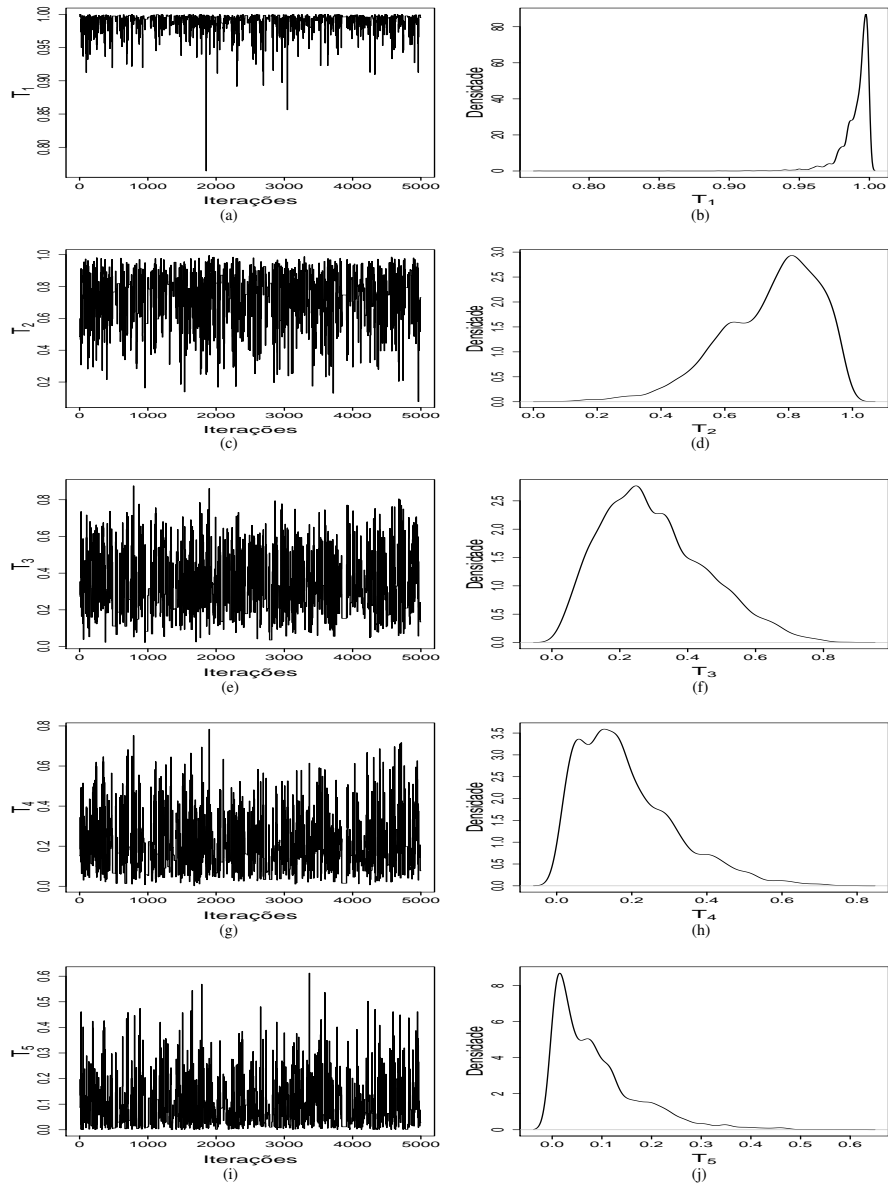 T1
0.80 0.85 0.90 0.95 1.00
0 1000 2000 3000 4000 5000
Iterações
(a)
Densidade
0 20 40 60 80
0.80 0.85 0.90 0.95 1.00
T1
(b)
T2
0.2 0.4 0.6 0.8 1.0
0 1000 2000 3000 4000 5000
Iterações
(c)
Densidade
0.0 0.5 1.0 1.5 2.0 2.5 3.0
0.0 0.2 0.4 0.6 0.8 1.0
T2
(d)
T3
0.0 0.2 0.4 0.6 0.8
0 1000 2000 3000 4000 5000
Iterações
(e)
Densidade
0.0 0.5 1.0 1.5 2.0 2.5
0.0 0.2 0.4 0.6 0.8
T3
(f)
T4
0.0 0.2 0.4 0.6 0.8
0 1000 2000 3000 4000 5000
Iterações
(g)
Densidade
0.0 0.5 1.0 1.5 2.5 3.5
0.0 0.2 0.4 0.6 0.8
T4
(h)
T5
0.0 0.1 0.2 0.3 0.4 0.5 0.6
0 1000 2000 3000 4000 5000
Iterações
(i)
Densidade
0 2 4 6 8
0.0 0.1 0.2 0.3 0.4 0.5 0.6
T5
(j)